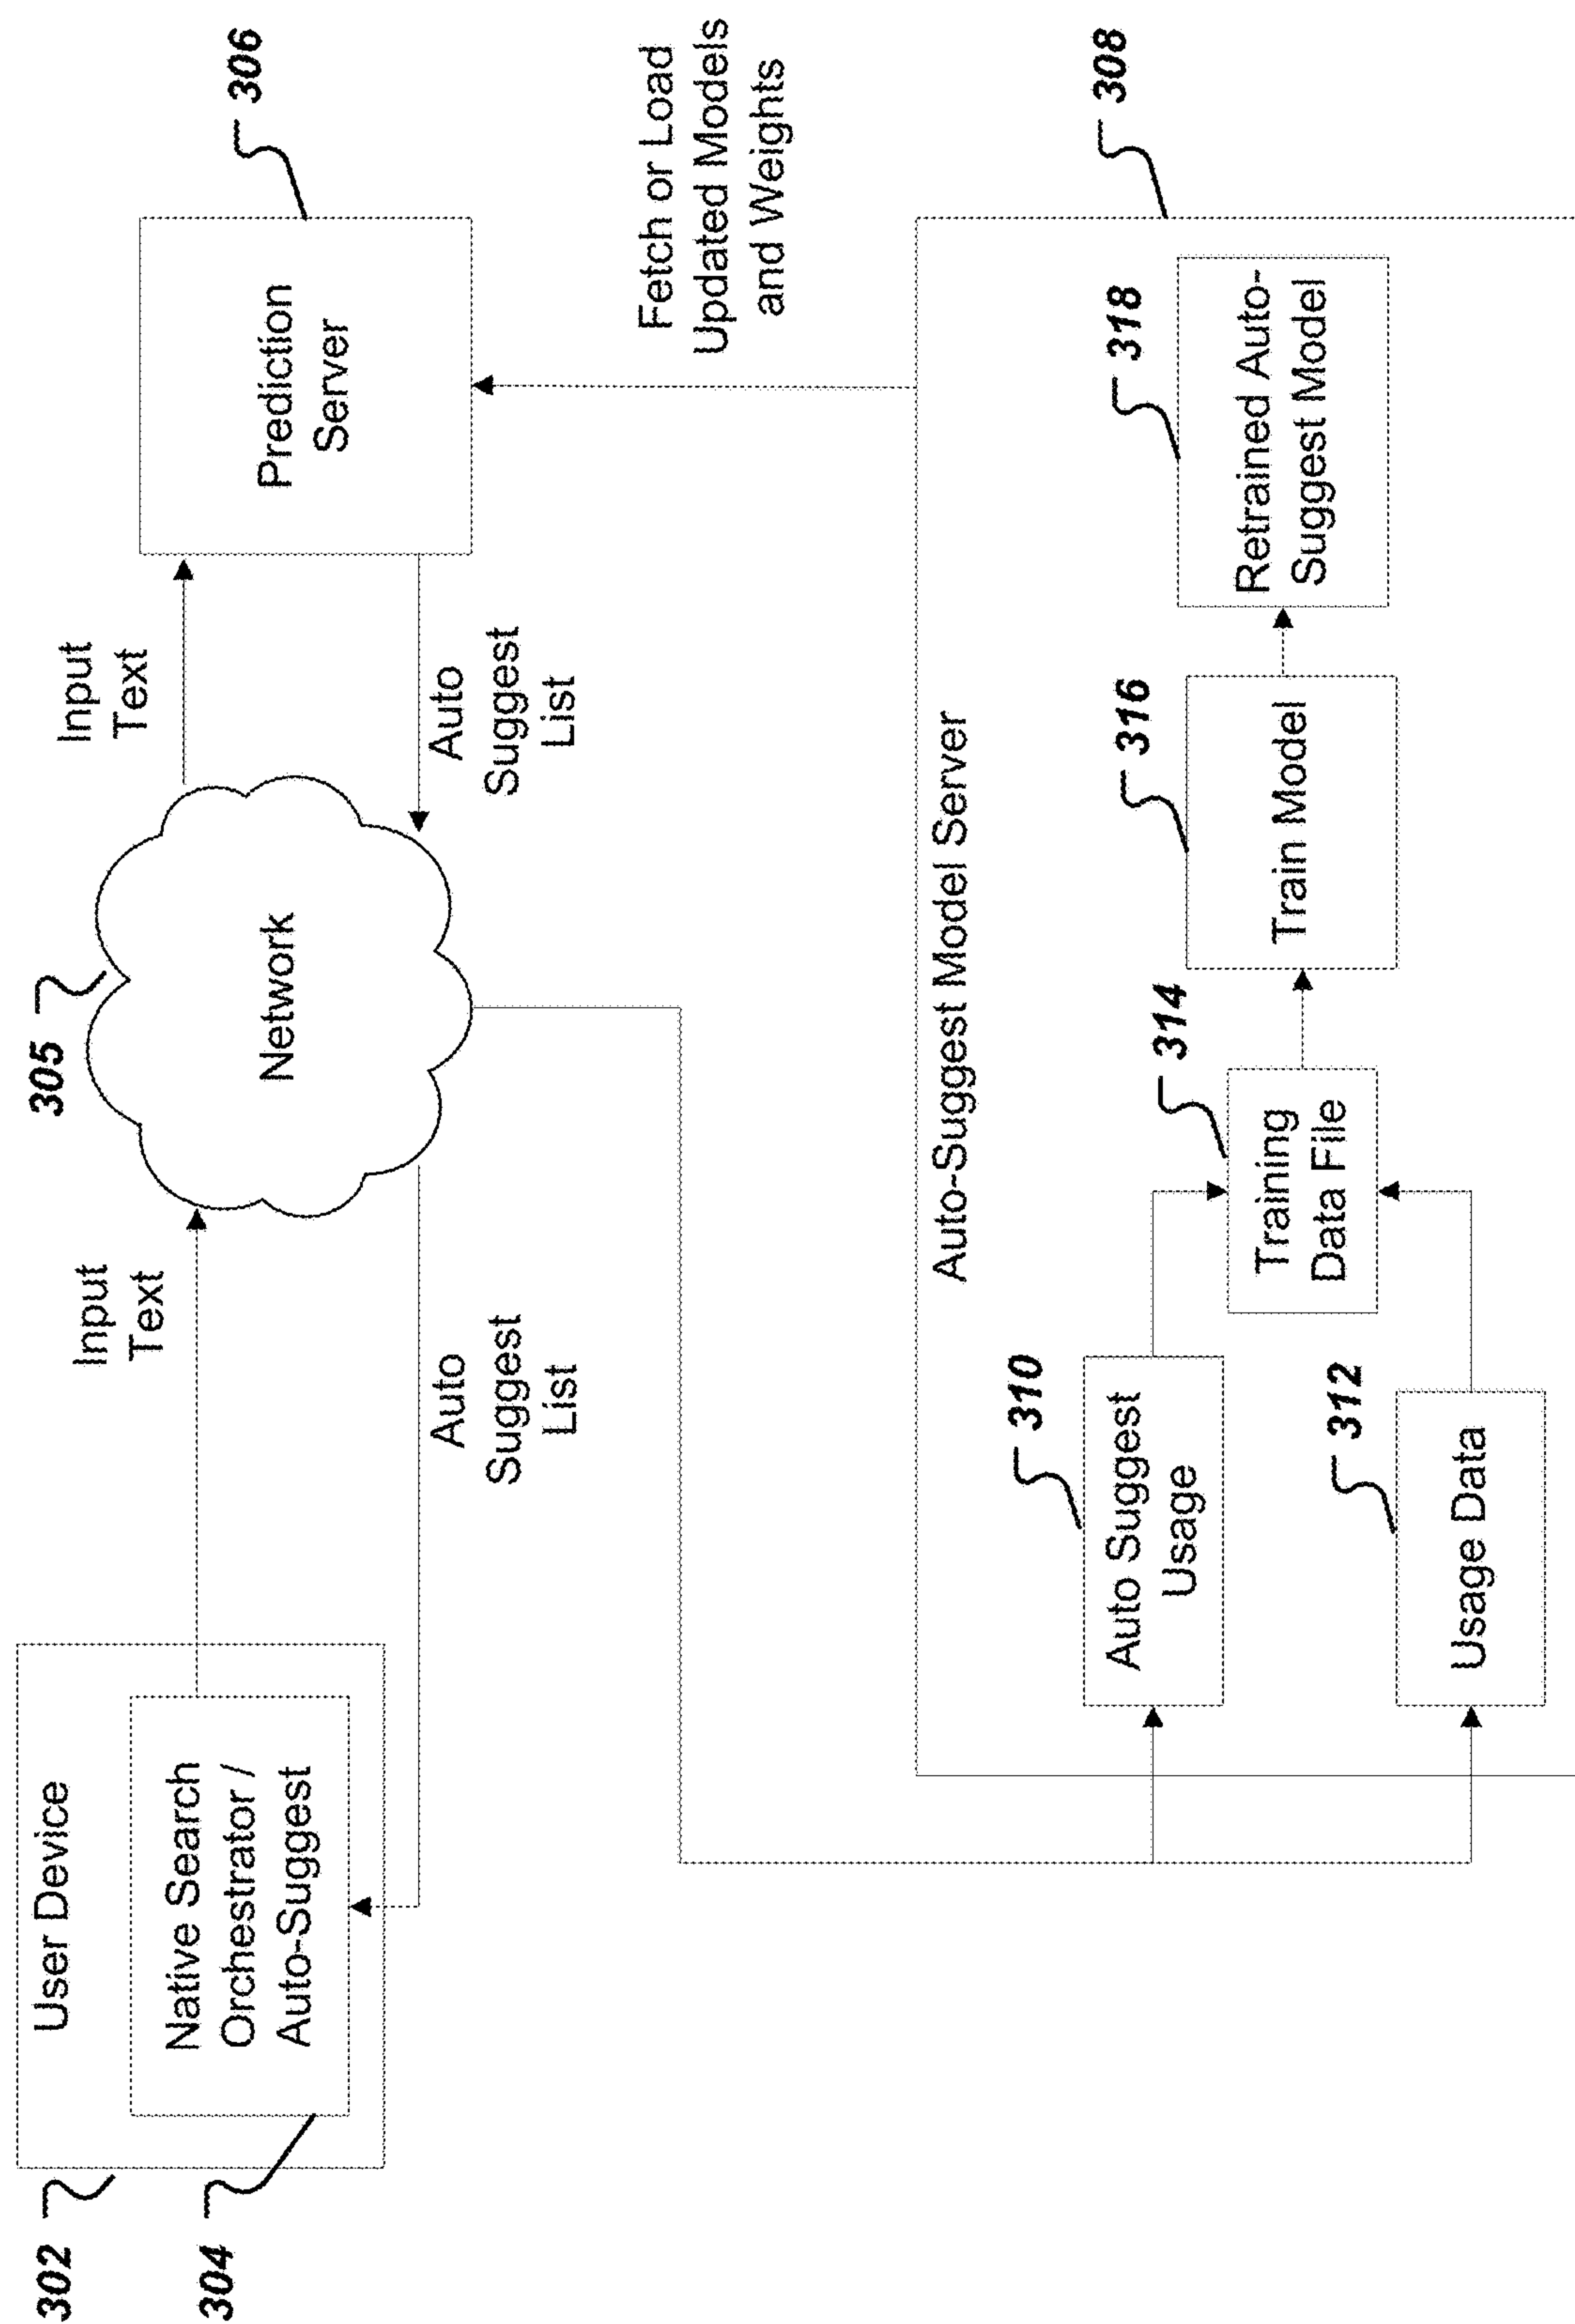 302
User Device
304
Native Search
Orchestrator /
Auto-Suggest
Input
Text
Auto
Suggest
List
305
Network
Input
Text
Auto
Suggest
List
306
Prediction
Server
Fetch or Load
Updated Models
and Weights
308
Auto-Suggest Model Server
310
Auto Suggest
Usage
312
Usage Data
314
Training
Data File
316
Train Model
318
Retrained Auto-
Suggest Model